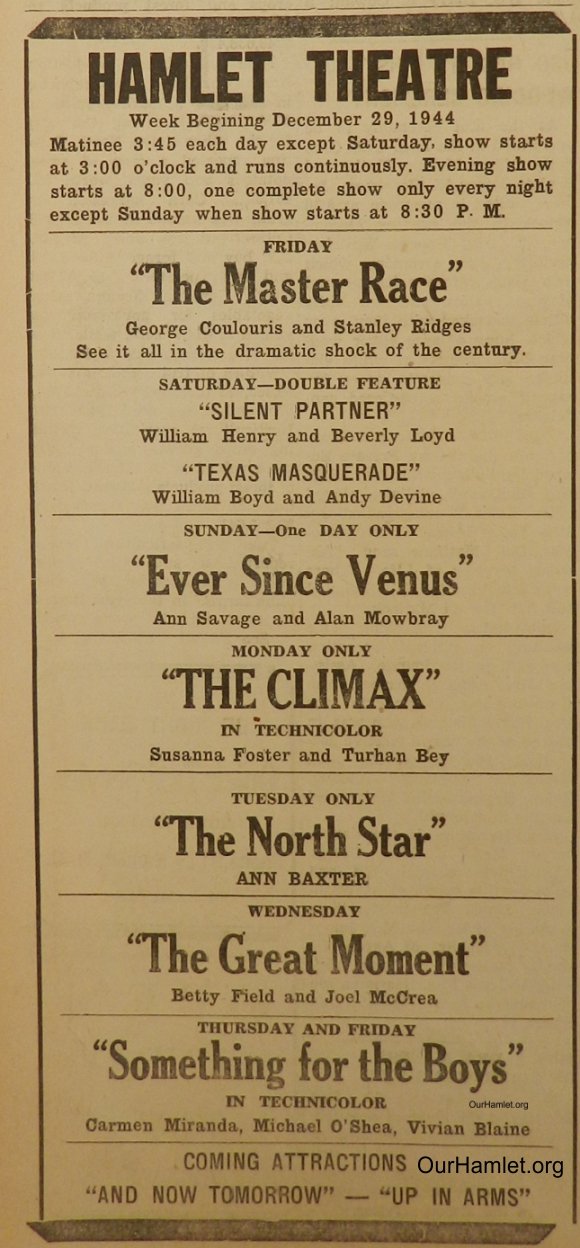 HAMLET THEATRE
Week Begining December 29, 1944
Matinee 3:45 each day except Saturday, show starts
at 3:00 o'clock and runs continuously. Evening show
starts at 8:00, one complete show only every night
except Sunday when show starts at 8:30 P. M.
FRIDAY
"The Master Race"
George Coulouris and Stanley Ridges
See it all in the dramatic shock of the century.
SATURDAY—DOUBLE FEATURE
"SILENT PARTNER"
William Henry and Beverly Loyd
"TEXAS MASQUERADE"
William Boyd and Andy Devine
SUNDAY—One DAY ONLY
"Ever Since Venus"
Ann Savage and Alan Mowbray
MONDAY ONLY
"THE CLIMAX"
IN TECHNICOLOR
Susanna Foster and Turhan Bey
TUESDAY ONLY
"The North Star"
ANN BAXTER
WEDNESDAY
"The Great Moment"
Betty Field and Joel McCrea
THURSDAY AND FRIDAY
"Something for the Boys"
IN TECHNICOLOR
OurHamlet.org
Carmen Miranda, Michael O'Shea, Vivian Blaine
COMING ATTRACTIONS OurHamlet.org
"AND NOW TOMORROW" — "UP IN ARMS"